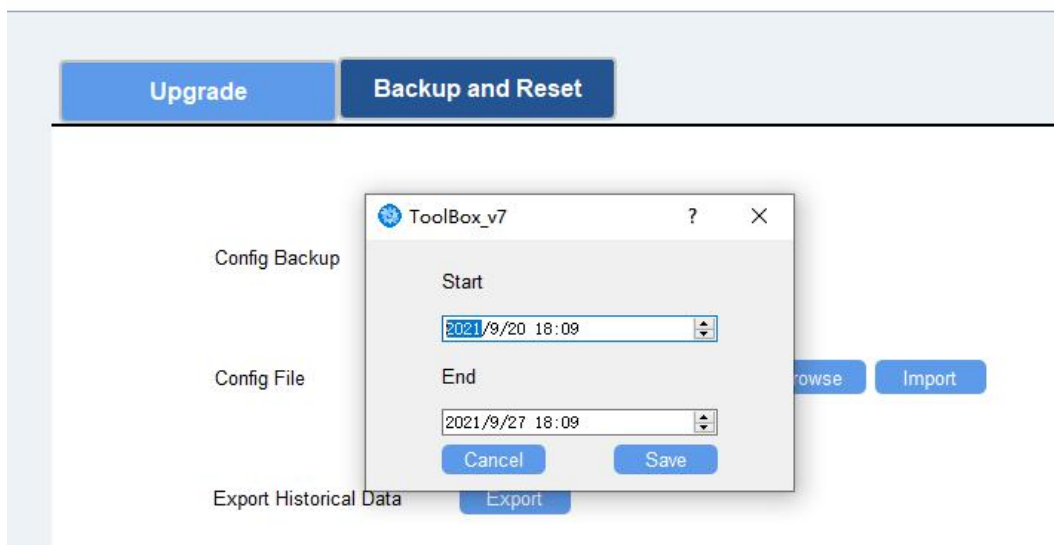 Upgrade
Backup and Reset
ToolBox_v7
?
Config Backup
Start
2021/9/20 18:09
Config File
End
rowse
Import
2021/9/27 18:09
Cancel
Save
Export Historical Data
Export